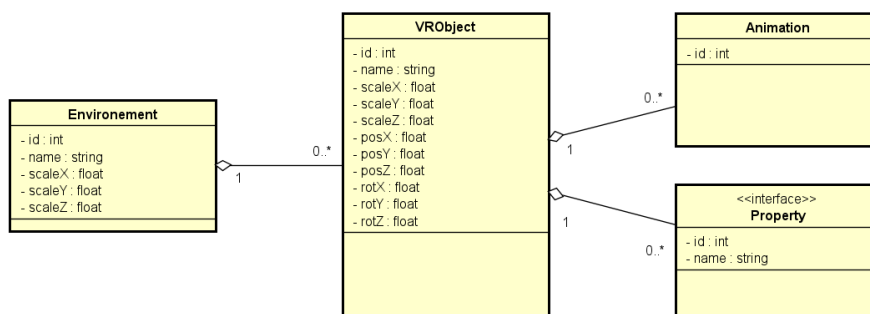 Environement
- id : int
- name : string
- scaleX : float
- scaleY : float
- scaleZ : float
1
0..*
VRObject
- id : int
- name : string
- scaleX : float
- scaleY : float
- scaleZ : float
- posX : float
- posY : float
- posZ : float
- rotX : float
- rotY : float
- rotZ : float
1
0..*
1
0..*
Animation
- id : int
<<interface>>
Property
- id : int
- name : string